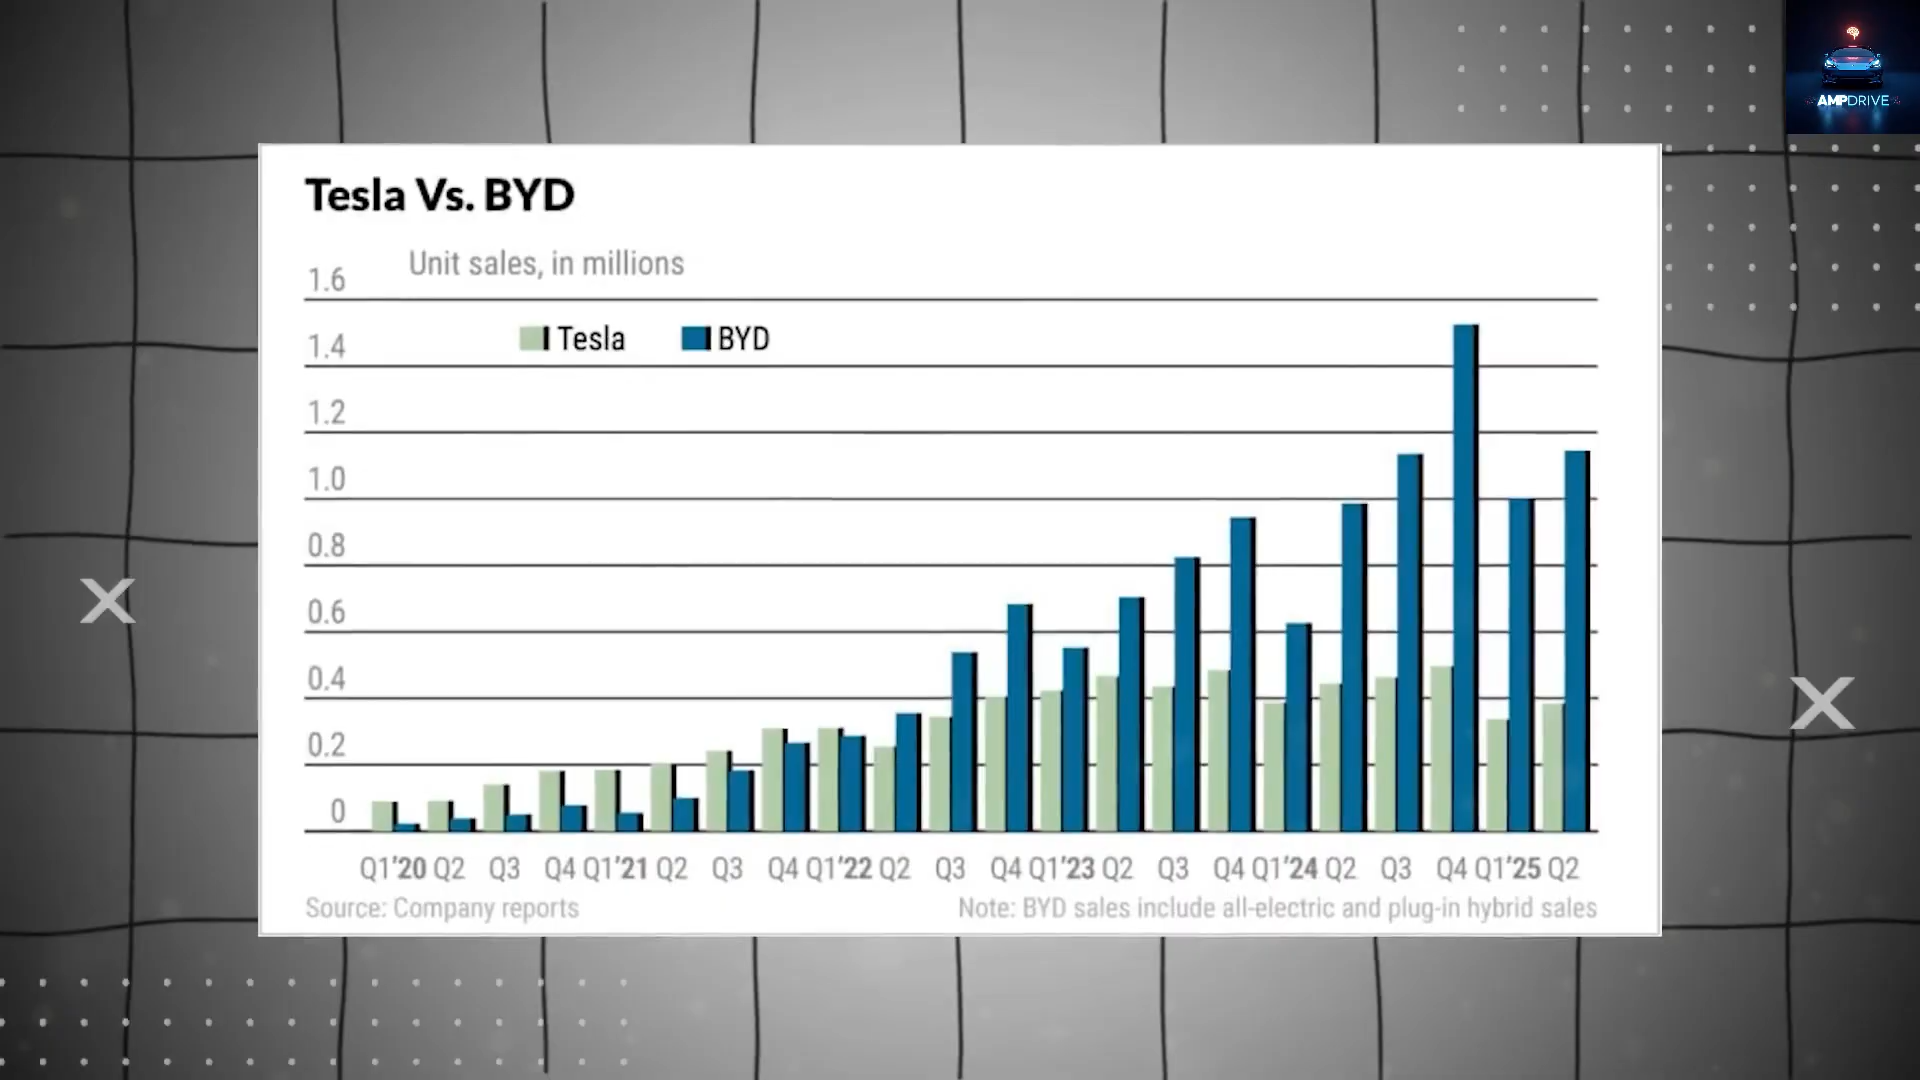 AMPDRIVE
Tesla Vs. BYD
Unit sales, in millions
1.6
Tesla BYD
1.4
1.2
1.0
0.8
0.6
0.4
0.2
0
Q1'20 Q2 Q3 Q4 Q1'21 Q2 Q3 Q4 Q1'22 Q2 Q3 Q4 Q1'23 Q2 Q3 Q4 Q1'24 Q2 Q3 Q4 Q1'25 Q2
Source: Company reports Note: BYD sales include all-electric and plug-in hybrid sales